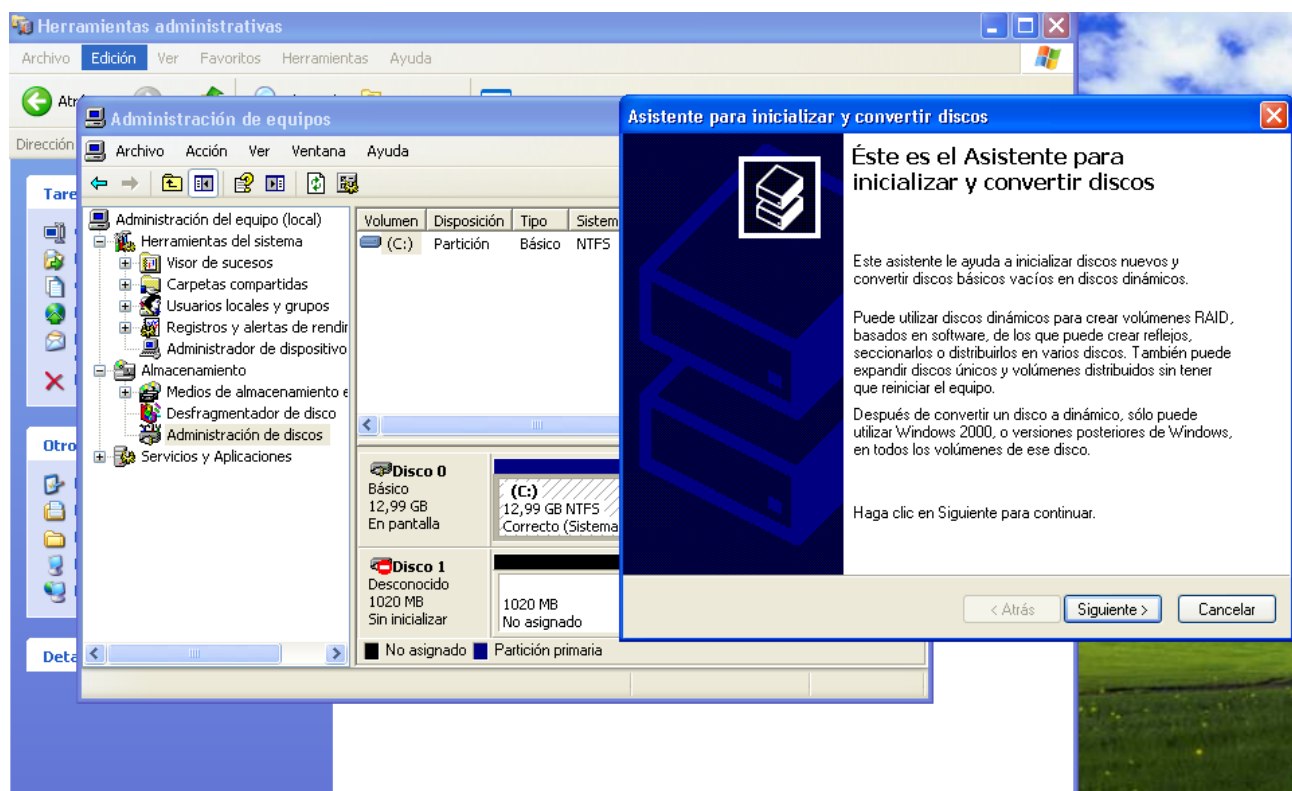 Herramientas administrativas
Archivo Edición Ver Favoritos Herramientas Ayuda
Dirección
Administración de equipos
Archivo Acción Ver Ventana Ayuda
Administración del equipo (local)
Herramientas del sistema
Visor de sucesos
Carpetas compartidas
Usuarios locales y grupos
Registros y alertas de rendir
Administrador de dispositivo
Almacenamiento
Medios de almacenamiento e
Desfragmentador de disco
Administración de discos
Servicios y Aplicaciones
Volumen Disposición Tipo Sistem
(C:) Partición Básico NTFS
Disco 0
Básico
12,99 GB
En pantalla
(C:)
12,99 GB NTFS
Correcto (Sistema
Disco 1
Desconocido
1020 MB
Sin inicializar
1020 MB
No asignado
No asignado Partición primaria
Tare
Otro
Deta
Asistente para inicializar y convertir discos
Éste es el Asistente para
inicializar y convertir discos
Este asistente le ayuda a inicializar discos nuevos y
convertir discos básicos vacíos en discos dinámicos.
Puede utilizar discos dinámicos para crear volúmenes RAID,
basados en software, de los que puede crear reflejos,
seccionarlos o distribuirlos en varios discos. También puede
expandir discos únicos y volúmenes distribuidos sin tener
que reiniciar el equipo.
Después de convertir un disco a dinámico, sólo puede
utilizar Windows 2000, o versiones posteriores de Windows,
en todos los volúmenes de ese disco.
Haga clic en Siguiente para continuar.
< Atrás Siguiente > Cancelar